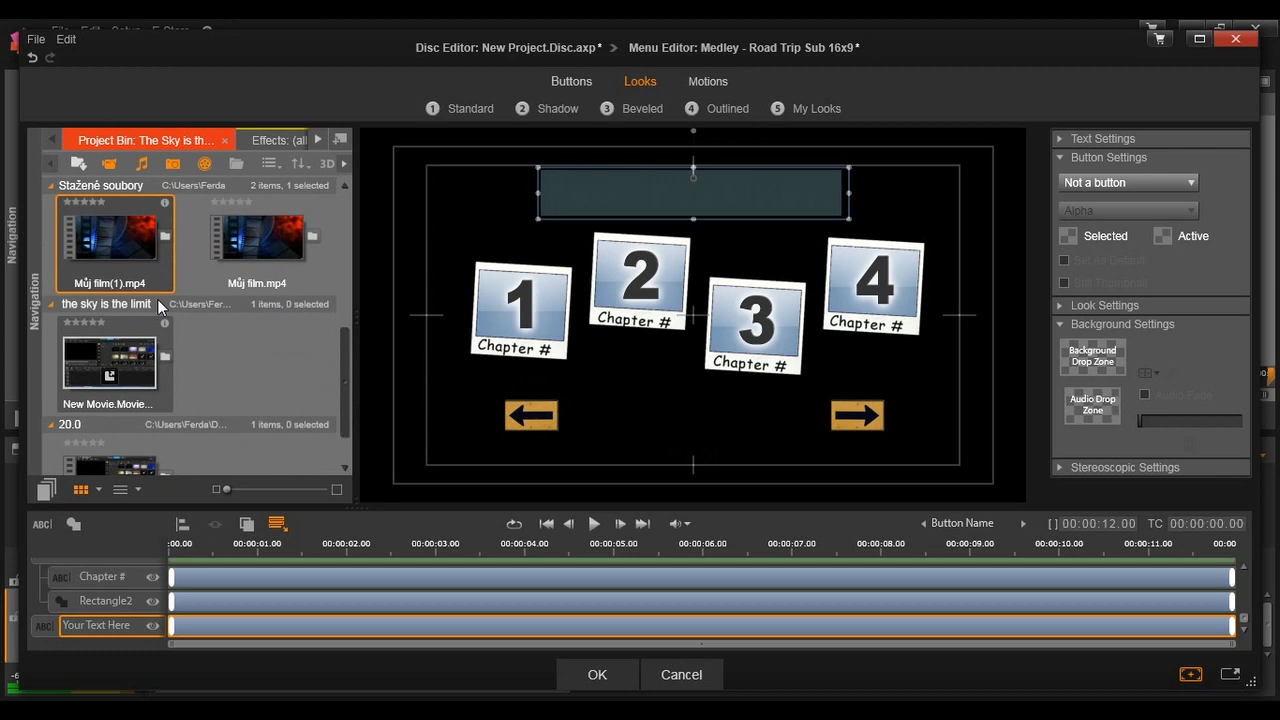 File Edit
Disc Editor: New Project.Disc.axp* > Menu Editor: Medley - Road Trip Sub 16x9*
Buttons Looks Motions
1 Standard 2 Shadow 3 Beveled 4 Outlined 5 My Looks
Project Bin: The Sky is th... × Effects: (all
3D
Navigation
Navigation
Stažené soubory C:\Users\Ferda 2 items, 1 selected
Můj film(1).mp4 Můj film.mp4
the sky is the limit C:\Users\Fer... 1 items, 0 selected
New Movie.Movie...
20.0 C:\Users\Ferda\D... 1 items, 0 selected
1
Chapter #
2
Chapter #
3
Chapter #
4
Chapter #
Text Settings
Button Settings
Not a button
Alpha
Selected Active
Set As Default
Still Thumbnail
Look Settings
Background Settings
Background
Drop Zone
Audio Drop
Zone
Audio Fade
Stereoscopic Settings
ABC
Button Name
[ ] 00:00:12.00 TC 00:00:00.00
:00.00 00:00:01.00 00:00:02.00 00:00:03.00 00:00:04.00 00:00:05.00 00:00:06.00 00:00:07.00 00:00:08.00 00:00:09.00 00:00:10.00 00:00:11.00 00:00
ABC Chapter #
Rectangle2
ABC Your Text Here
OK Cancel